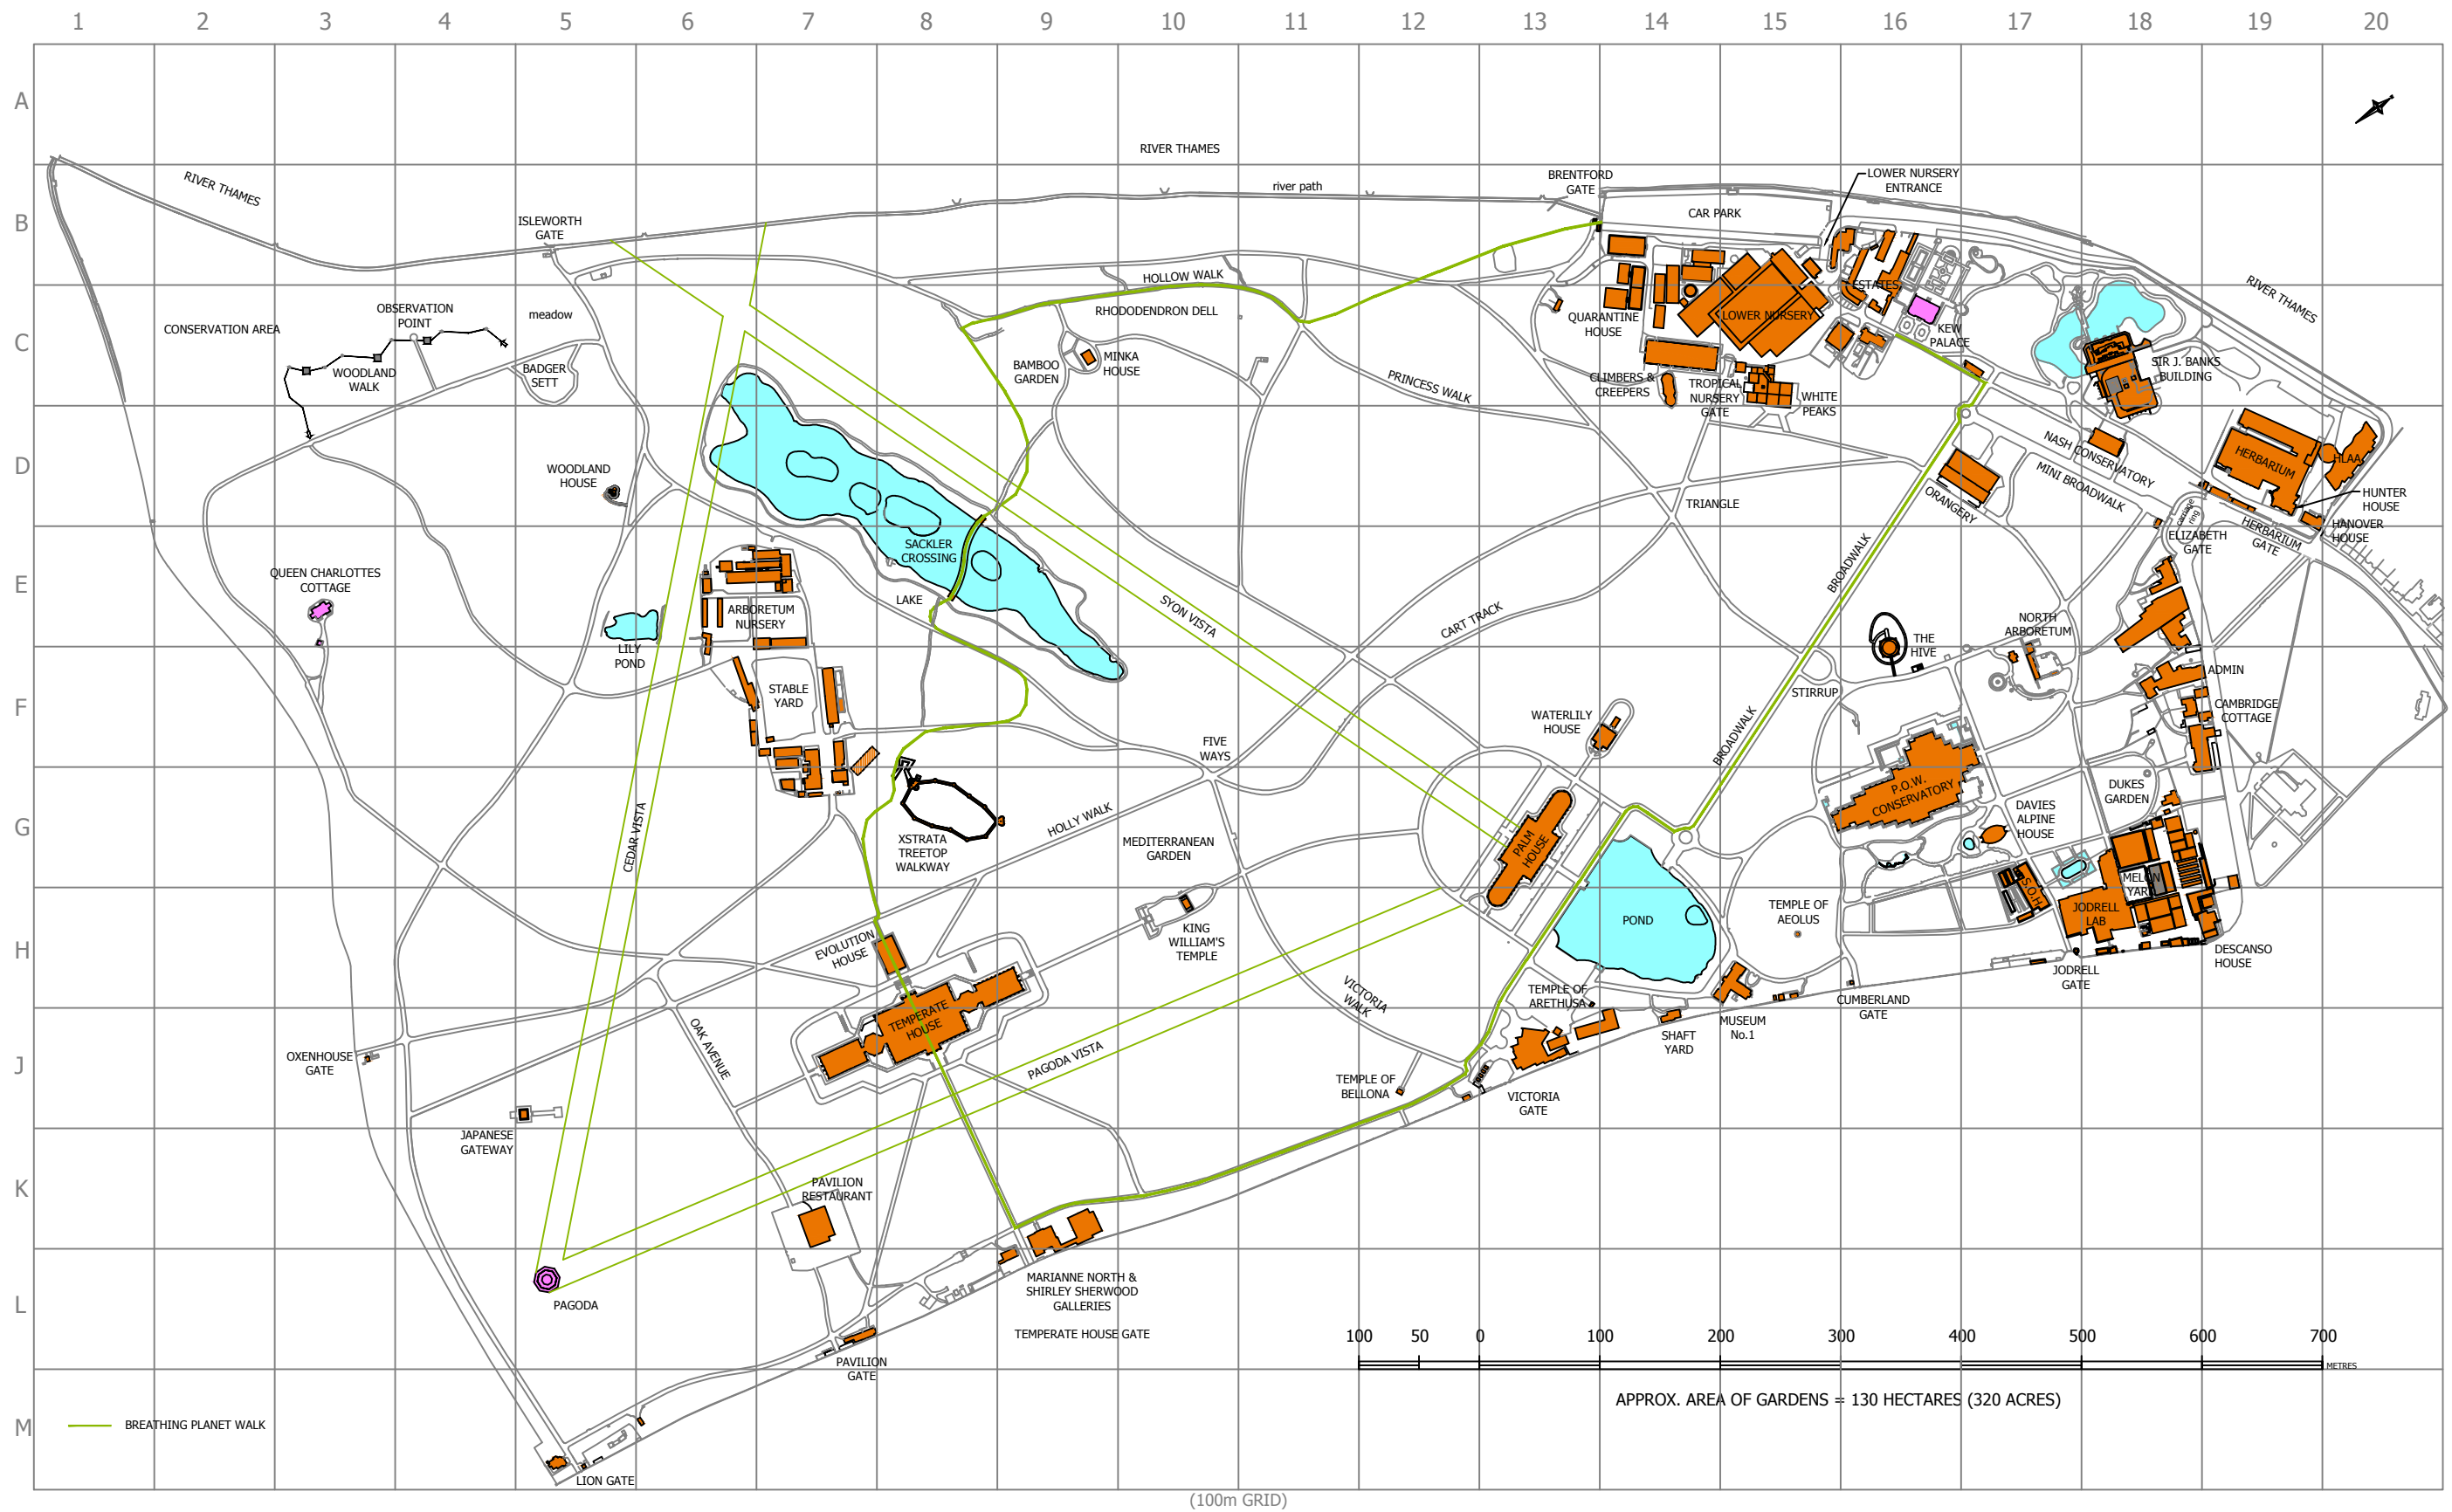 1 2 3 4 5 6 7 8 9 10 11 12 13 14 15 16 17 18 19 20
A
RIVER THAMES
B
RIVER THAMES
ISLEWORTH
GATE
river path
BRENTFORD
GATE
CAR PARK
LOWER NURSERY
ENTRANCE
HOLLOW WALK
ESTATES
RIVER THAMES
C
CONSERVATION AREA
OBSERVATION
POINT
meadow
WOODLAND
WALK
BADGER
SETT
RHODODENDRON DELL
BAMBOO
GARDEN
MINKA
HOUSE
PRINCESS WALK
QUARANTINE
HOUSE
LOWER NURSERY
KEW
PALACE
CLIMBERS &
CREEPERS
TROPICAL
NURSERY
GATE
WHITE
PEAKS
SIR J. BANKS
BUILDING
D
WOODLAND
HOUSE
TRIANGLE
NASH CONSERVATORY
MINI BROADWALK
ORANGERY
HERBARIUM
HLAA
HUNTER
HOUSE
carriage
ring
HANOVER
HOUSE
HERBARIUM
GATE
ELIZABETH
GATE
E
QUEEN CHARLOTTES
COTTAGE
SACKLER
CROSSING
LAKE
ARBORETUM
NURSERY
SYON VISTA
CART TRACK
BROADWALK
NORTH
ARBORETUM
THE
HIVE
LILY
POND
F
STABLE
YARD
FIVE
WAYS
WATERLILY
HOUSE
STIRRUP
BROADWALK
ADMIN
CAMBRIDGE
COTTAGE
G
CEDAR VISTA
XSTRATA
TREETOP
WALKWAY
HOLLY WALK
MEDITERRANEAN
GARDEN
PALM
HOUSE
P.O.W.
CONSERVATORY
DAVIES
ALPINE
HOUSE
DUKES
GARDEN
MELON
YARD
S.O.H.
JODRELL
LAB
H
EVOLUTION
HOUSE
KING
WILLIAM'S
TEMPLE
POND
TEMPLE OF
AEOLUS
DESCANSO
HOUSE
JODRELL
GATE
VICTORIA
WALK
TEMPLE OF
ARETHUSA
CUMBERLAND
GATE
J
OXENHOUSE
GATE
OAK AVENUE
TEMPERATE
HOUSE
PAGODA VISTA
TEMPLE OF
BELLONA
VICTORIA
GATE
SHAFT
YARD
MUSEUM
No.1
JAPANESE
GATEWAY
K
PAVILION
RESTAURANT
L
PAGODA
MARIANNE NORTH &
SHIRLEY SHERWOOD
GALLERIES
TEMPERATE HOUSE GATE
PAVILION
GATE
100 50 0 100 200 300 400 500 600 700
METRES
APPROX. AREA OF GARDENS = 130 HECTARES (320 ACRES)
M
BREATHING PLANET WALK
LION GATE
(100m GRID)